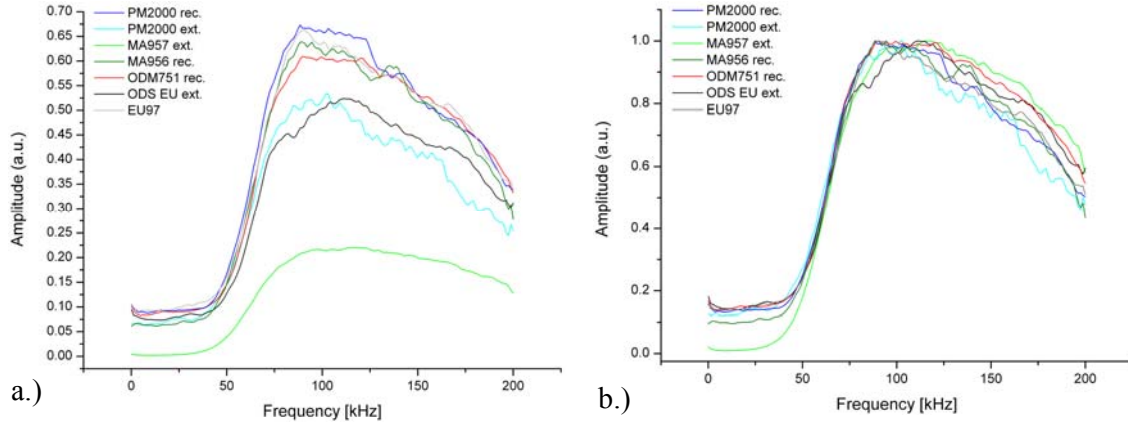 PM2000 rec.
PM2000 ext.
MA957 ext.
MA956 rec.
ODM751 rec.
ODS EU ext.
EU97
0.70
0.65
0.60
0.55
0.50
0.45
0.40
0.35
0.30
0.25
0.20
0.15
0.10
0.05
0.00
Amplitude (a.u.)
0 50 100 150 200
Frequency [kHz]
a.)
PM2000 rec.
PM2000 ext.
MA957 ext.
MA956 rec.
ODM751 rec.
ODS EU ext.
EU97
1.0
0.8
0.6
0.4
0.2
0.0
Amplitude (a.u.)
0 50 100 150 200
Frequency [kHz]
b.)